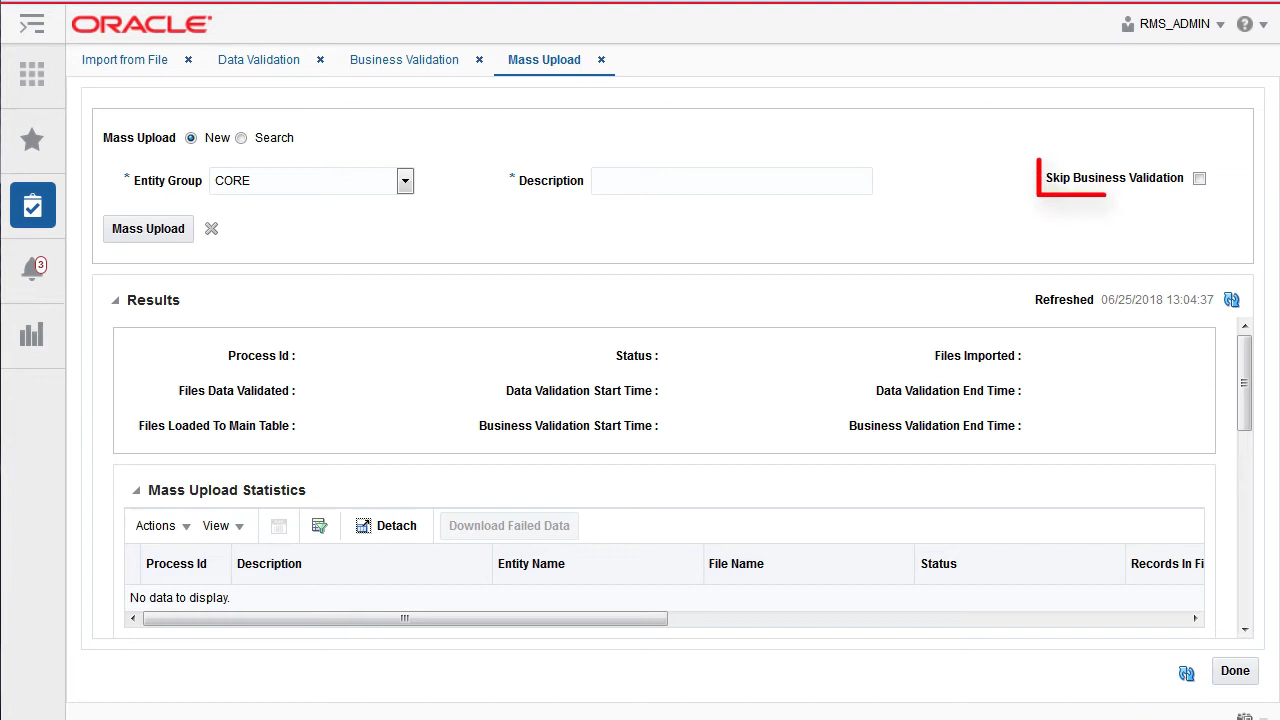 ORACLE
RMS_ADMIN
Import from File
Data Validation
Business Validation
Mass Upload
Mass Upload New Search
* Entity Group CORE
* Description
Skip Business Validation
Mass Upload
3
Results
Refreshed 06/25/2018 13:04:37
Process Id :
Status :
Files Imported :
Files Data Validated :
Data Validation Start Time :
Data Validation End Time :
Files Loaded To Main Table :
Business Validation Start Time :
Business Validation End Time :
Mass Upload Statistics
Actions View Detach Download Failed Data
Process Id Description Entity Name File Name Status Records In Fi
No data to display.
Done